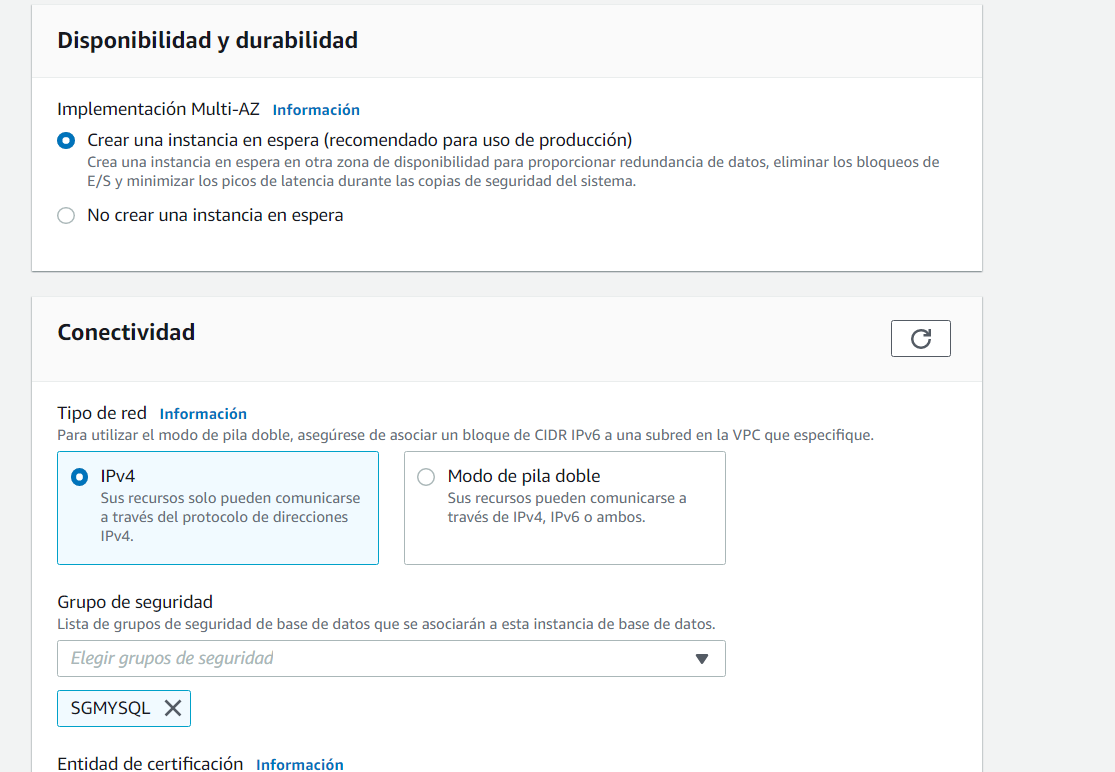 Disponibilidad y durabilidad
Implementación Multi-AZ Información
Crear una instancia en espera (recomendado para uso de producción)
Crea una instancia en espera en otra zona de disponibilidad para proporcionar redundancia de datos, eliminar los bloqueos de
E/S y minimizar los picos de latencia durante las copias de seguridad del sistema.
No crear una instancia en espera
Conectividad
Tipo de red Información
Para utilizar el modo de pila doble, asegúrese de asociar un bloque de CIDR IPv6 a una subred en la VPC que especifique.
IPv4
Sus recursos solo pueden comunicarse
a través del protocolo de direcciones
IPv4.
Modo de pila doble
Sus recursos pueden comunicarse a
través de IPv4, IPv6 o ambos.
Grupo de seguridad
Lista de grupos de seguridad de base de datos que se asociarán a esta instancia de base de datos.
Elegir grupos de seguridad
SGMYSQL
Entidad de certificación Información